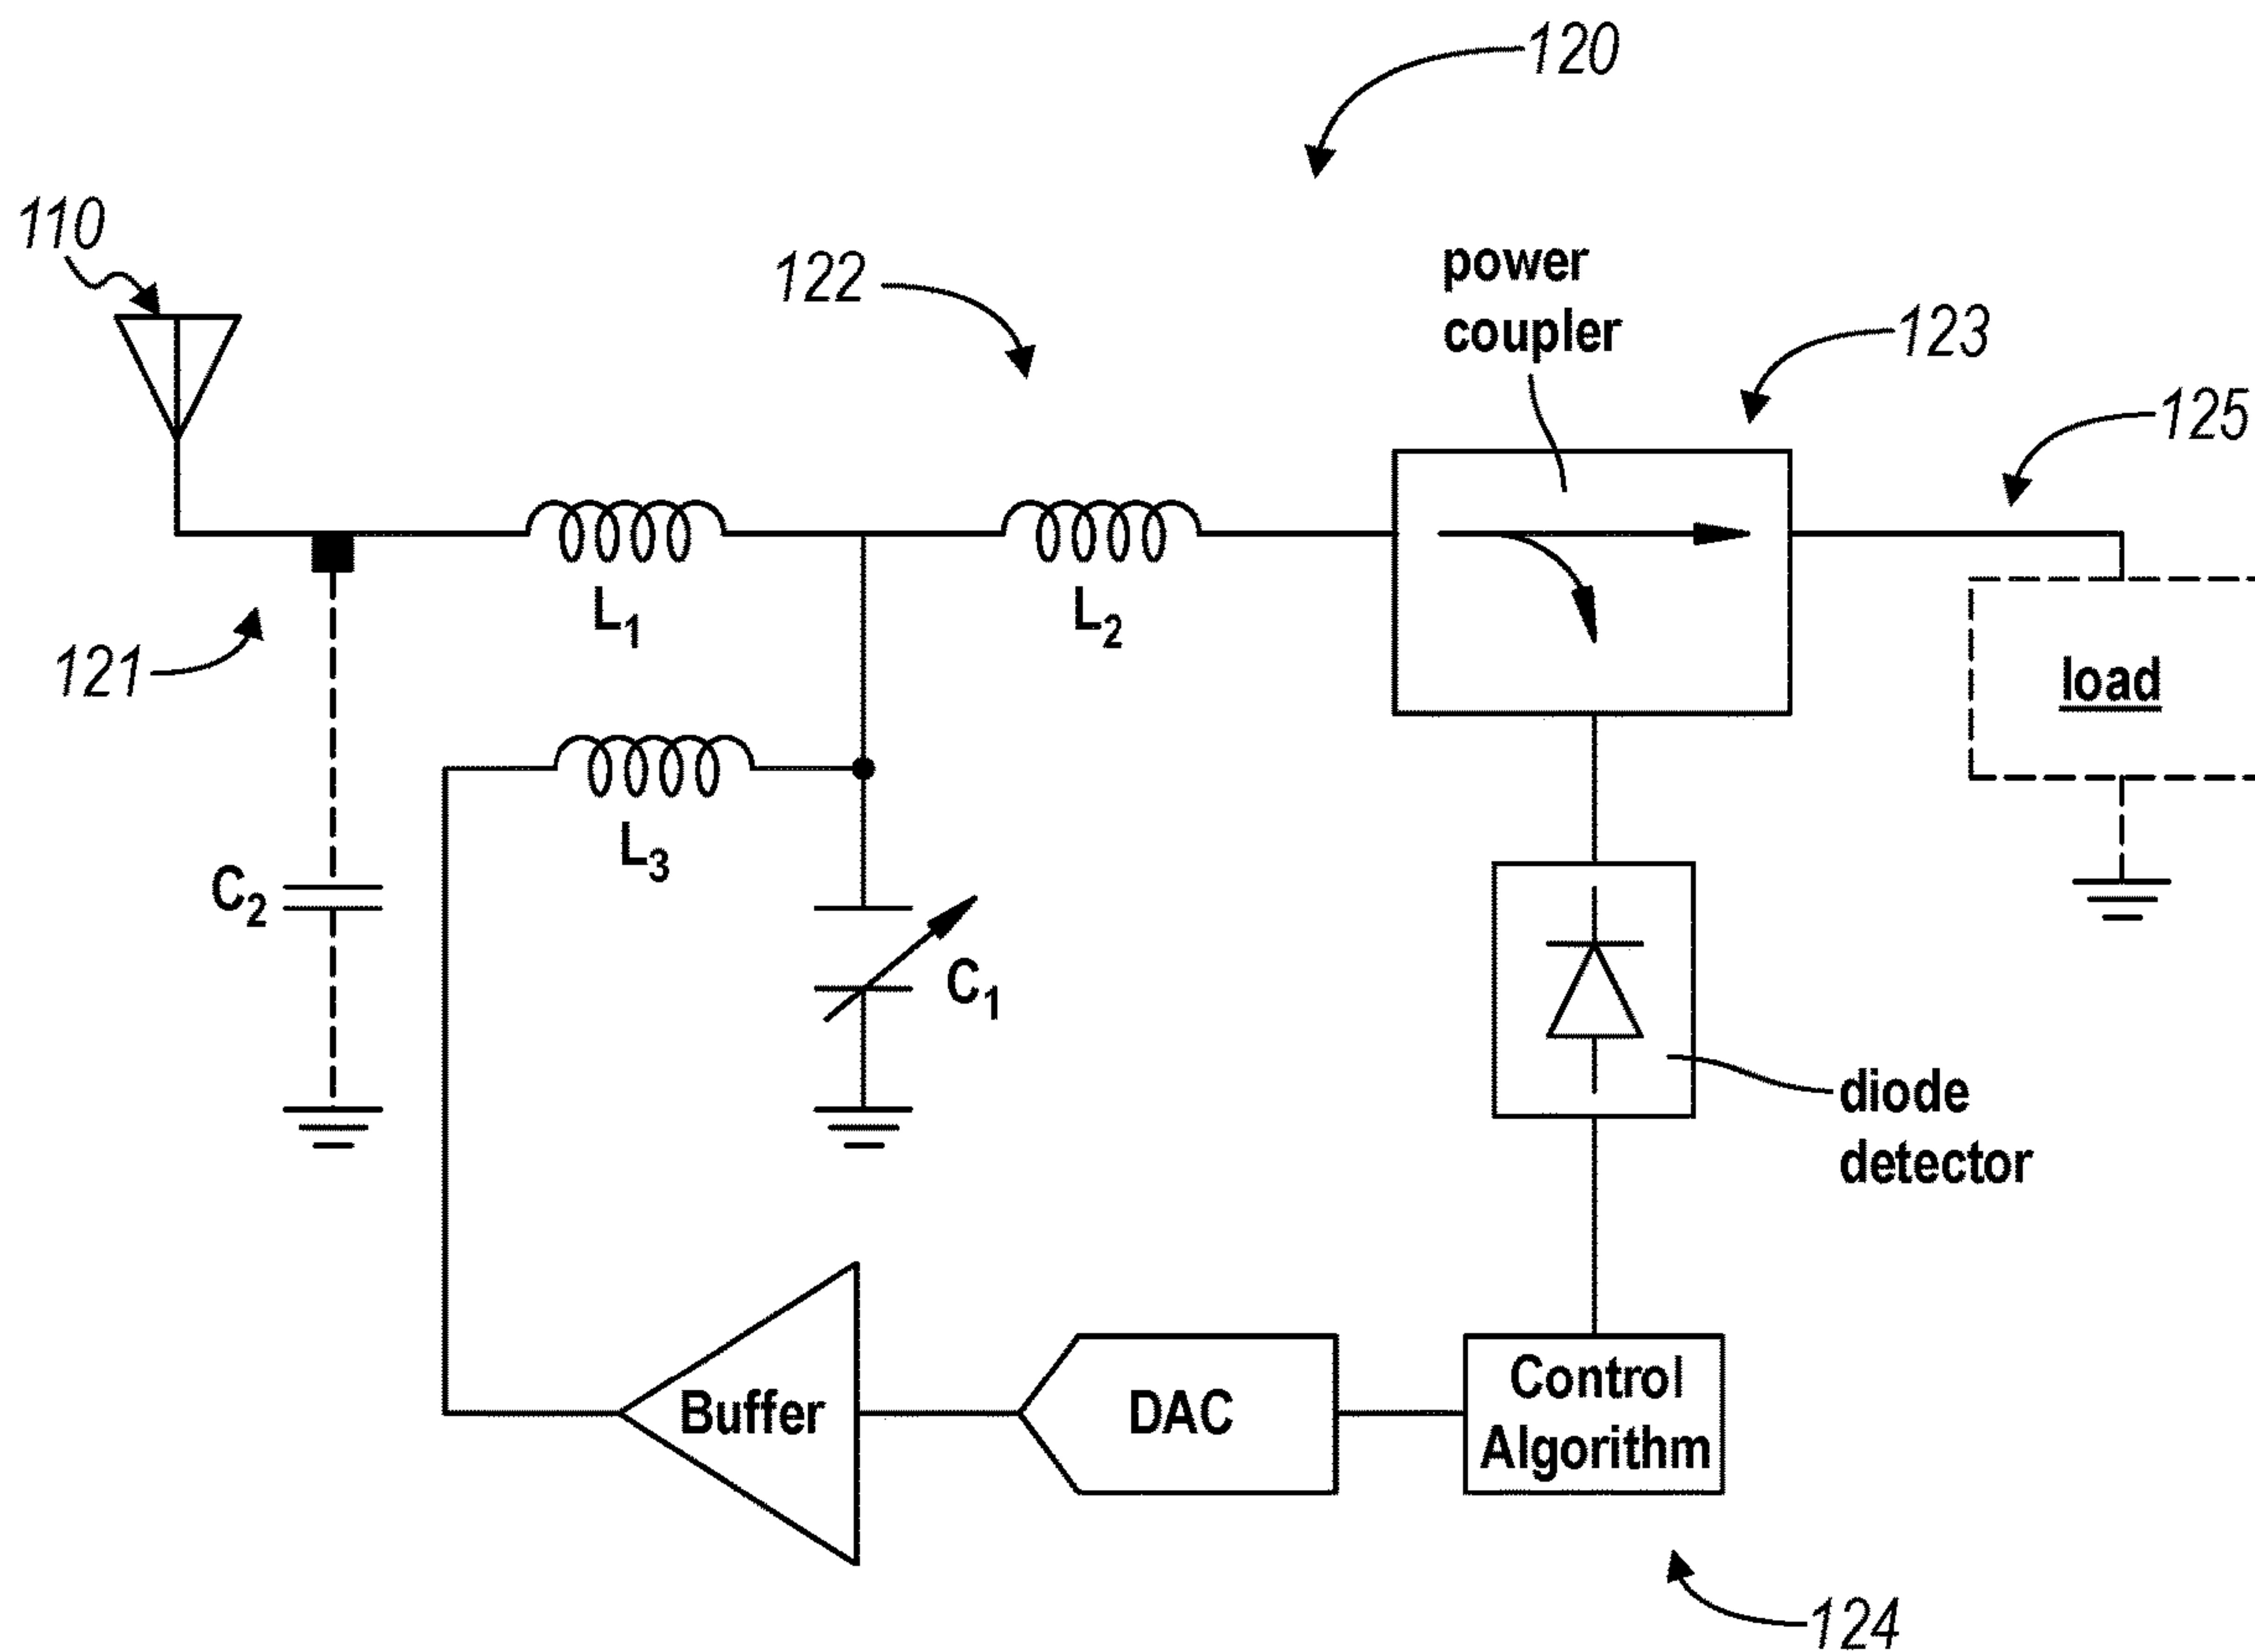 120
110
122
power
coupler
123
125
L1
L2
121
load
L3
C2
C1
diode
detector
Control
Algorithm
Buffer
DAC
124